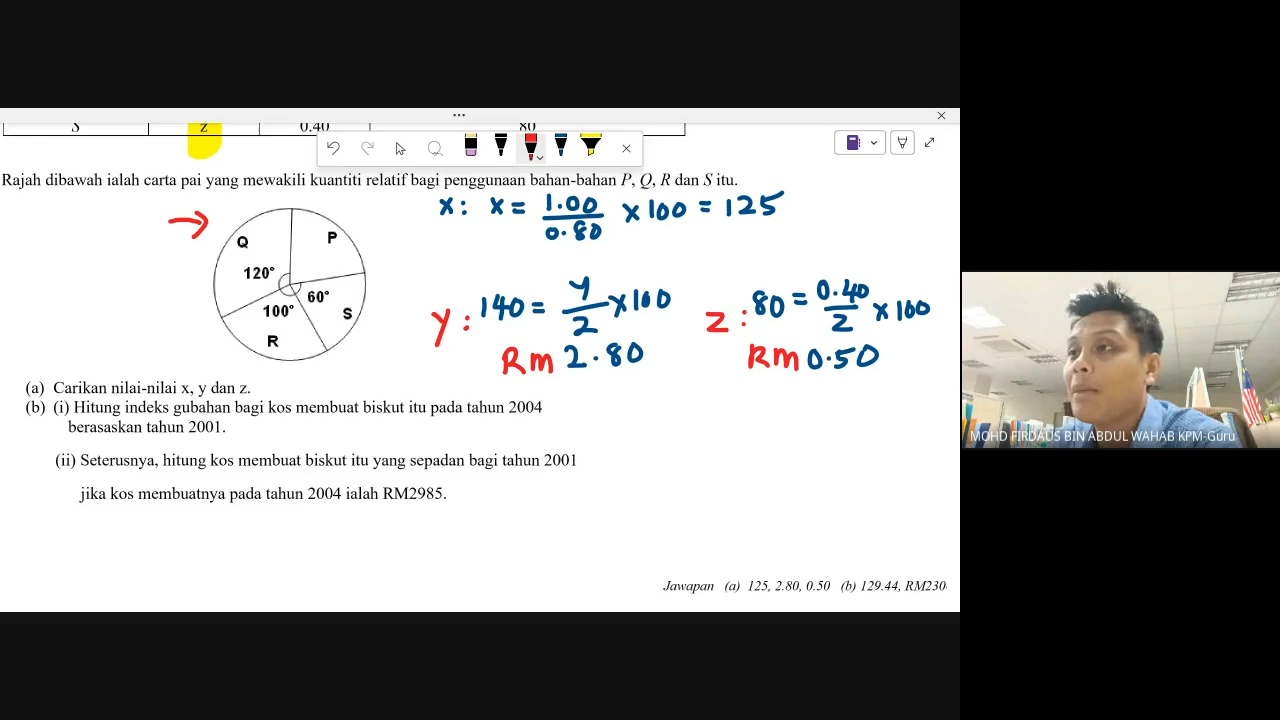 S z 0.40 80
Rajah dibawah ialah carta pai yang mewakili kuantiti relatif bagi penggunaan bahan-bahan P, Q, R dan S itu.
x: x = 1.00/0.80 x 100 = 125
Q P
120°
60°
100°
S
R
y: 140 = y/2 x 100
Rm 2.80
z: 80 = 0.40/z x 100
Rm 0.50
(a) Carikan nilai-nilai x, y dan z.
(b) (i) Hitung indeks gubahan bagi kos membuat biskut itu pada tahun 2004
berasaskan tahun 2001.
(ii) Seterusnya, hitung kos membuat biskut itu yang sepadan bagi tahun 2001
jika kos membuatnya pada tahun 2004 ialah RM2985.
Jawapan (a) 125, 2.80, 0.50 (b) 129.44, RM230
MOHD FIRDAUS BIN ABDUL WAHAB KPM-Guru